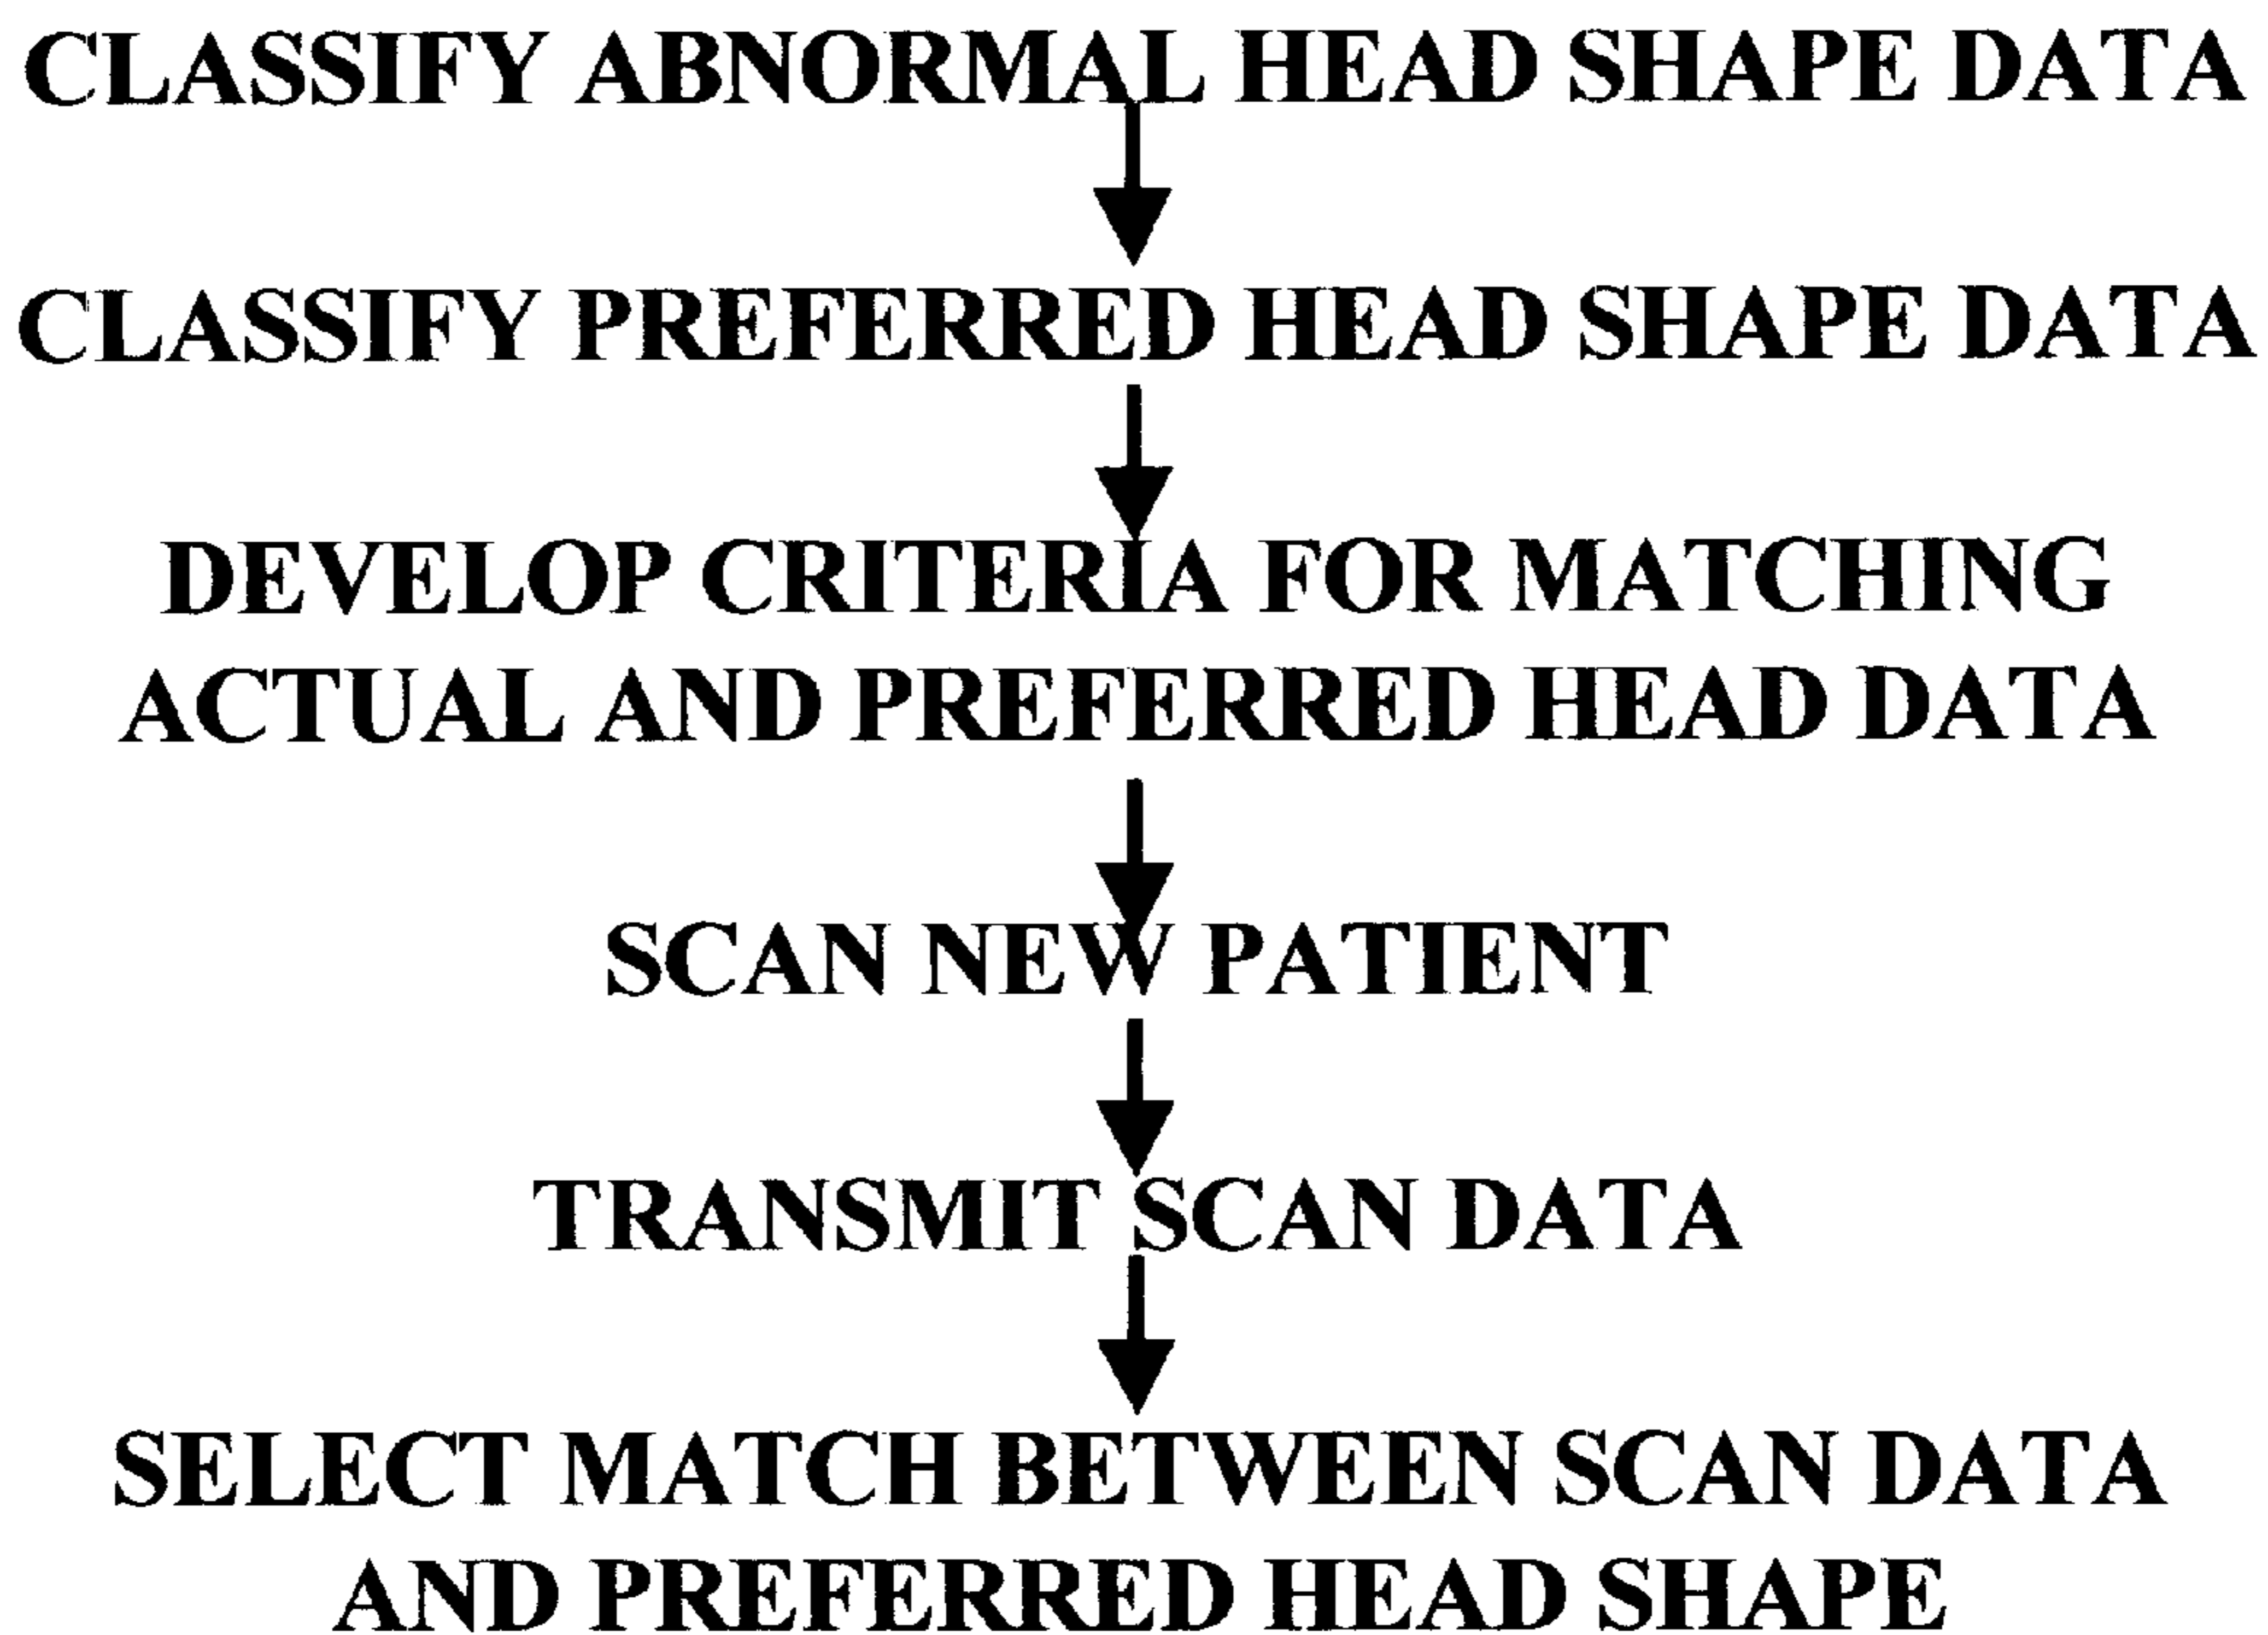 CLASSIFY ABNORMAL HEAD SHAPE DATA
CLASSIFY PREFERRED HEAD SHAPE DATA
DEVELOP CRITERIA FOR MATCHING
ACTUAL AND PREFERRED HEAD DATA
SCAN NEW PATIENT
TRANSMIT SCAN DATA
SELECT MATCH BETWEEN SCAN DATA
AND PREFERRED HEAD SHAPE